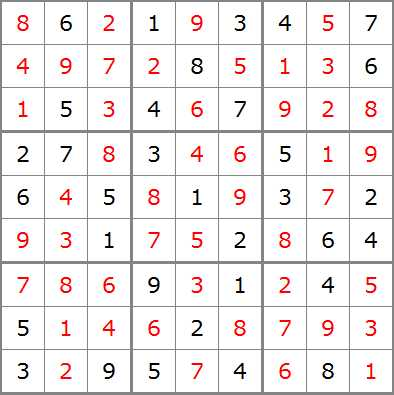 8 6 2 1 9 3 4 5 7
4 9 7 2 8 5 1 3 6
1 5 3 4 6 7 9 2 8
2 7 8 3 4 6 5 1 9
6 4 5 8 1 9 3 7 2
9 3 1 7 5 2 8 6 4
7 8 6 9 3 1 2 4 5
5 1 4 6 2 8 7 9 3
3 2 9 5 7 4 6 8 1